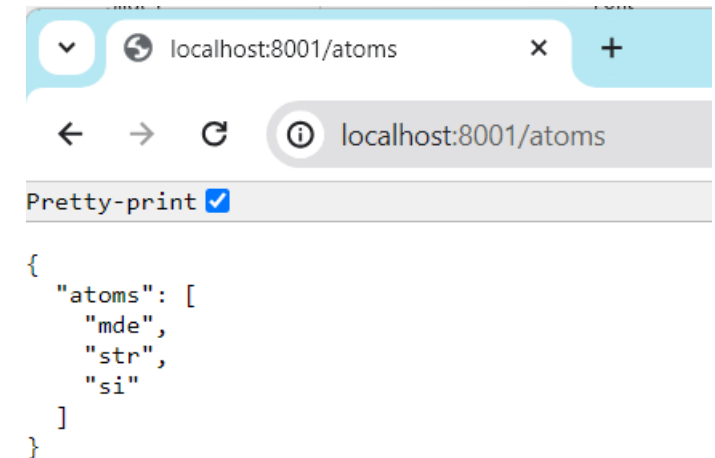 localhost:8001/atoms
localhost:8001/atoms
Pretty-print
{
  "atoms": [
    "mde",
    "str",
    "si"
  ]
}